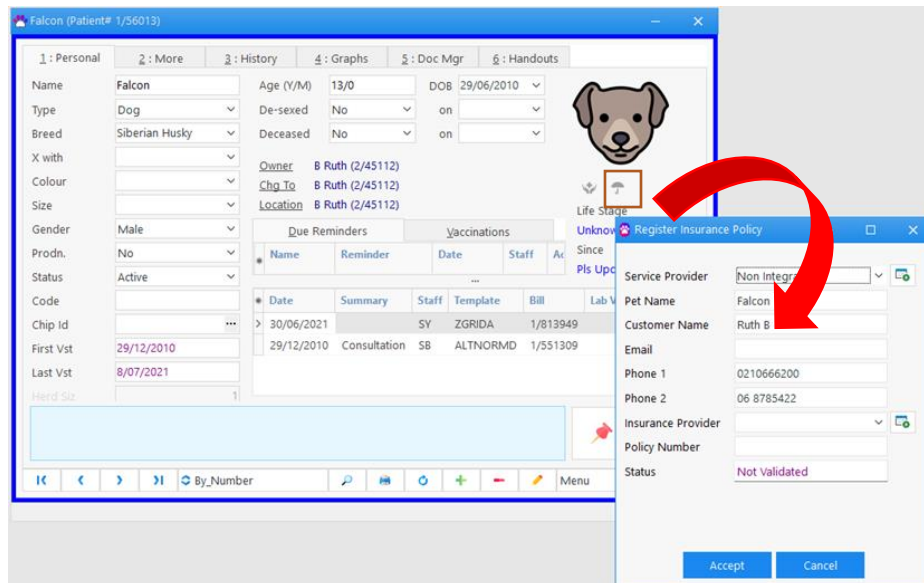 Falcon (Patient# 1/56013)
1 : Personal 2 : More 3 : History 4 : Graphs 5 : Doc Mgr 6 : Handouts
Name Falcon Age (Y/M) 13/0 DOB 29/06/2010
Type Dog De-sexed No on
Breed Siberian Husky Deceased No on
X with
Owner B Ruth (2/45112)
Colour Chg To B Ruth (2/45112)
Size Location B Ruth (2/45112)
Life Stage
Gender Male Due Reminders Vaccinations
Prodn. No Name Reminder Date Staff Since
Status Active Pls
Code Date Summary Staff Template Bill Lab
Chip Id 30/06/2021 SY ZGRIDA 1/813949
First Vst 29/12/2010 29/12/2010 Consultation SB ALTNORMD 1/551309
Last Vst 8/07/2021
Herd Siz 1
By_Number Menu
Register Insurance Policy
Service Provider Non
Pet Name Falcon
Customer Name Ruth B
Email
Phone 1 0210666200
Phone 2 06 8785422
Insurance Provider
Policy Number
Status Not Validated
Accept Cancel